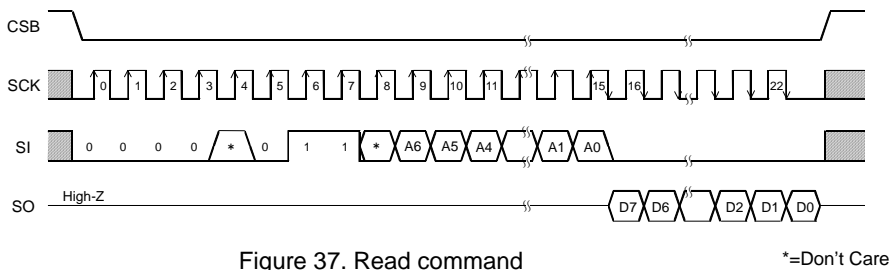 CSB
SCK 0 1 2 3 4 5 6 7 8 9 10 11 15 16 22
SI 0 0 0 0 * 0 1 1 * A6 A5 A4 A1 A0
SO High-Z D7 D6 D2 D1 D0
Figure 37. Read command
*=Don't Care